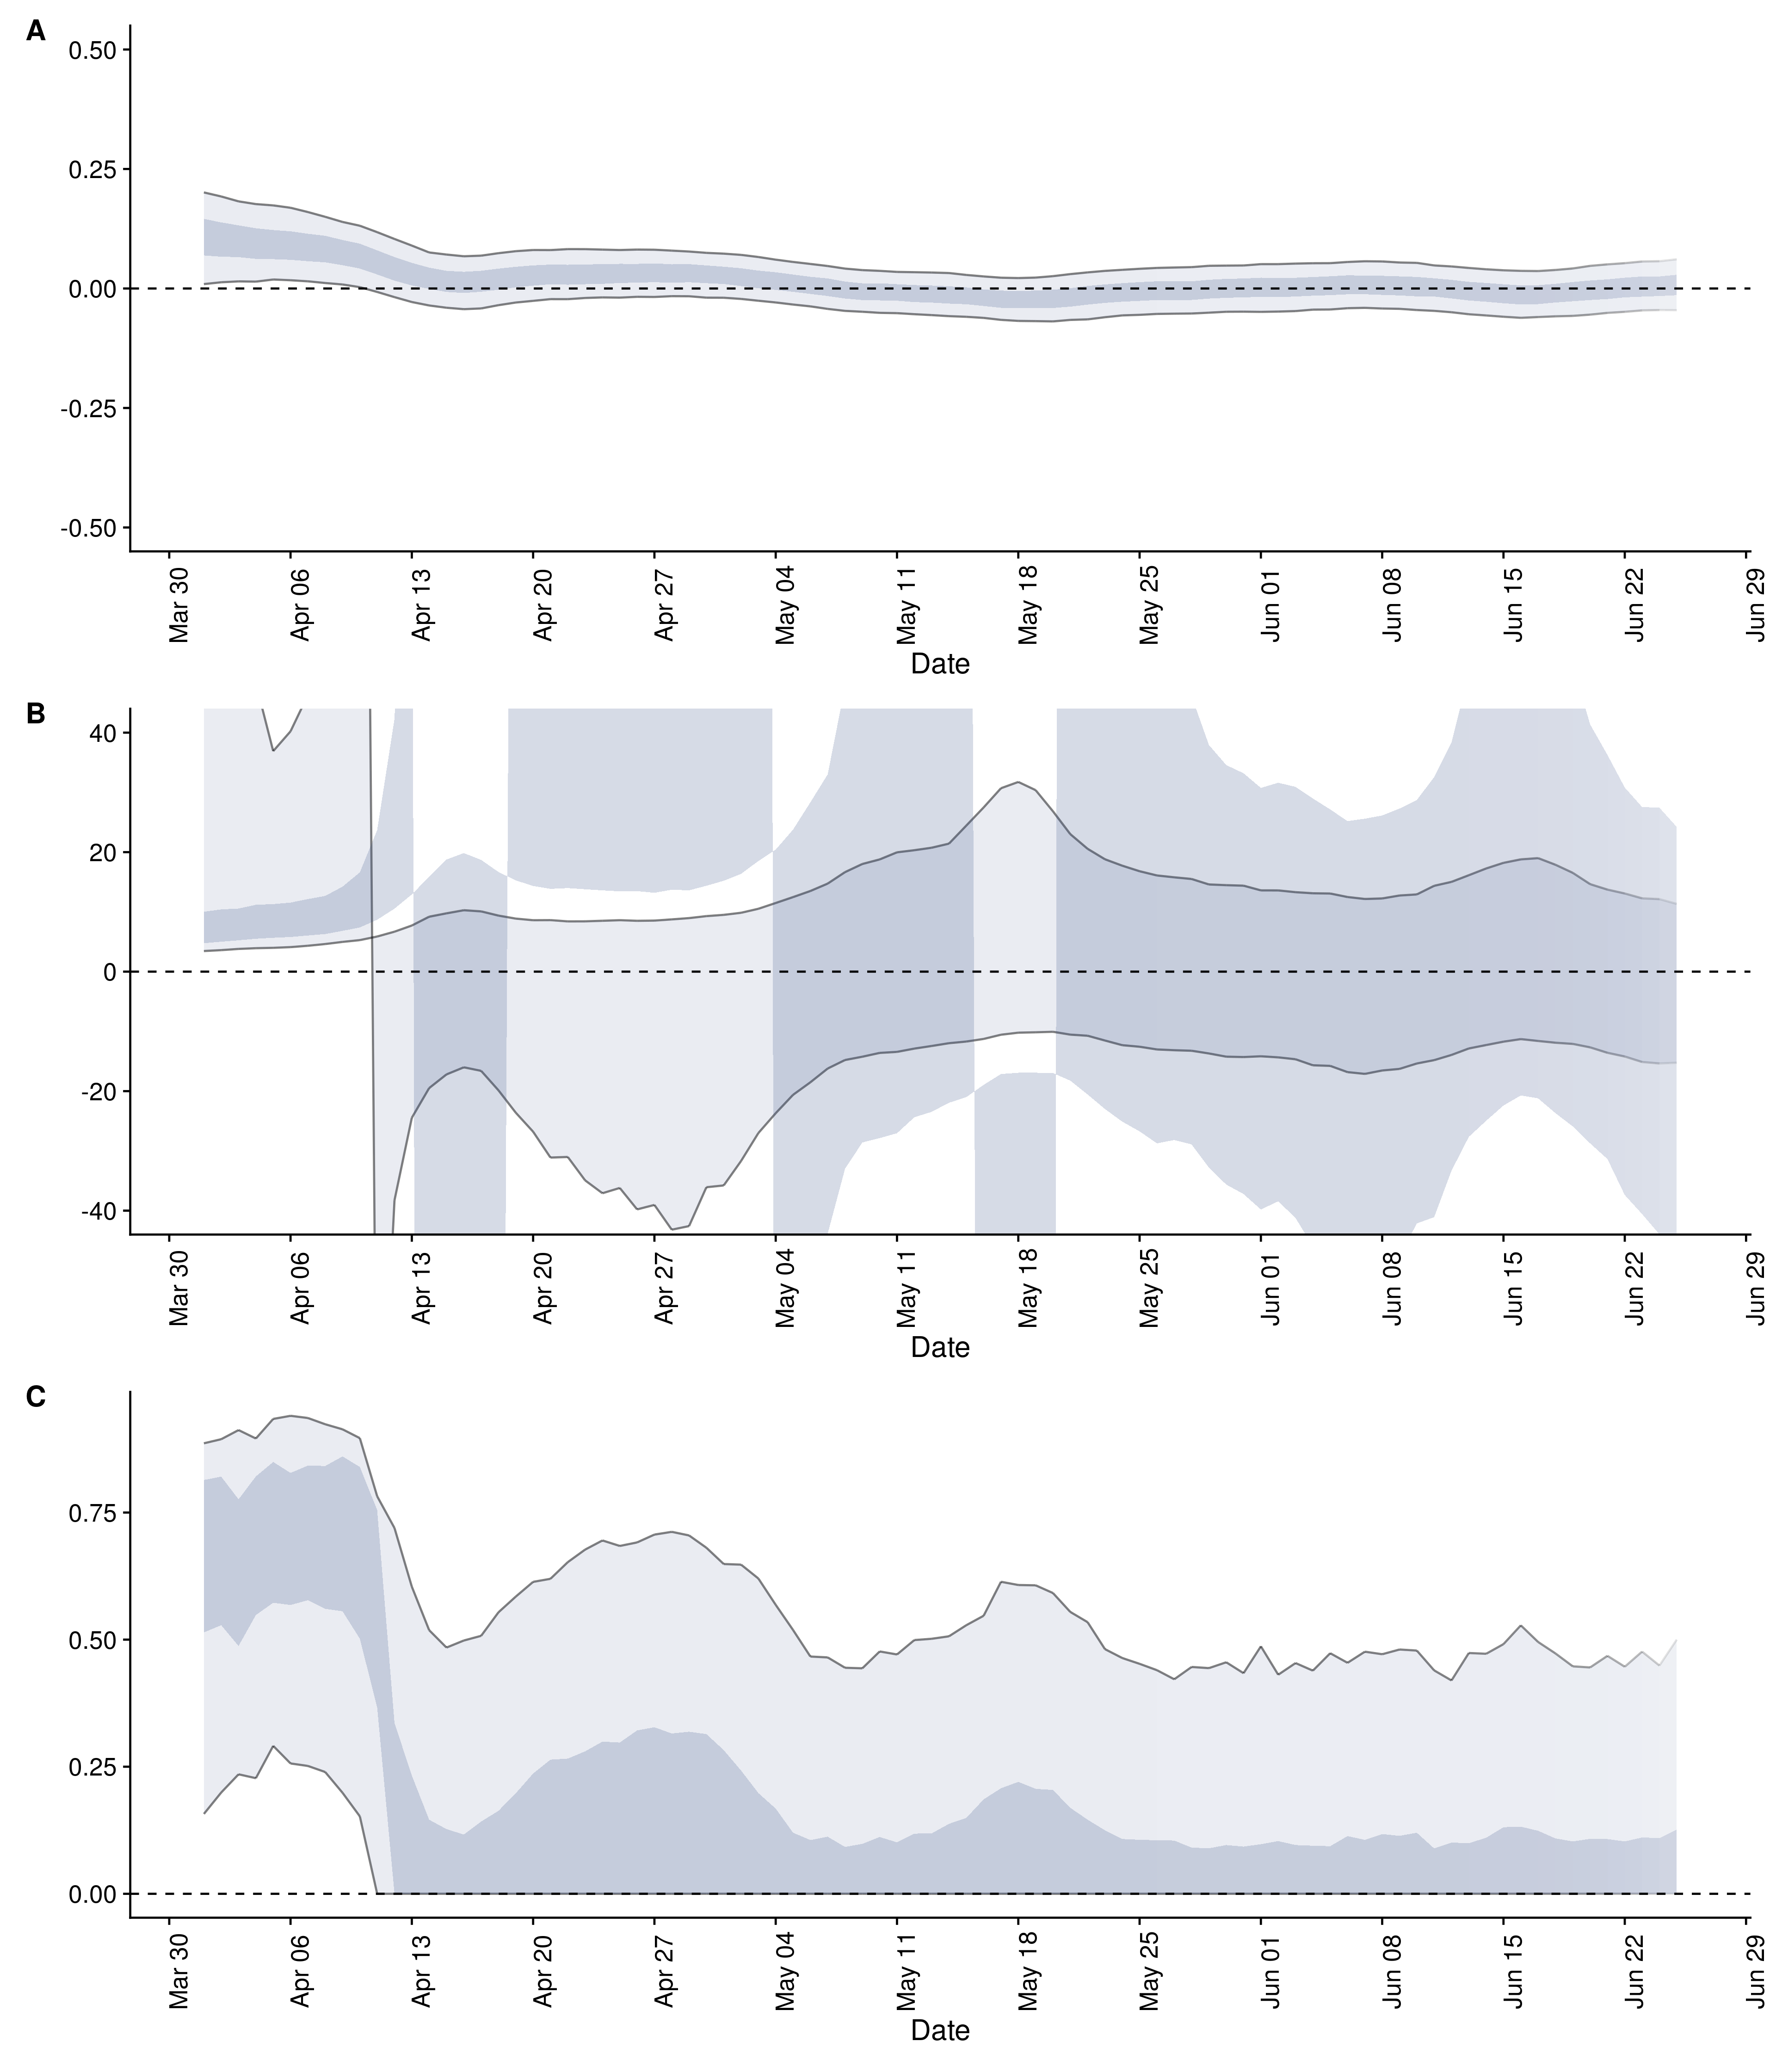 A
0.50
0.25
0.00
-0.25
-0.50
Mar 30
Apr 06
Apr 13
Apr 20
Apr 27
May 04
May 11
May 18
May 25
Jun 01
Jun 08
Jun 15
Jun 22
Jun 29
Date
B
40
20
0
-20
-40
Mar 30
Apr 06
Apr 13
Apr 20
Apr 27
May 04
May 11
May 18
May 25
Jun 01
Jun 08
Jun 15
Jun 22
Jun 29
Date
C
0.75
0.50
0.25
0.00
Mar 30
Apr 06
Apr 13
Apr 20
Apr 27
May 04
May 11
May 18
May 25
Jun 01
Jun 08
Jun 15
Jun 22
Jun 29
Date